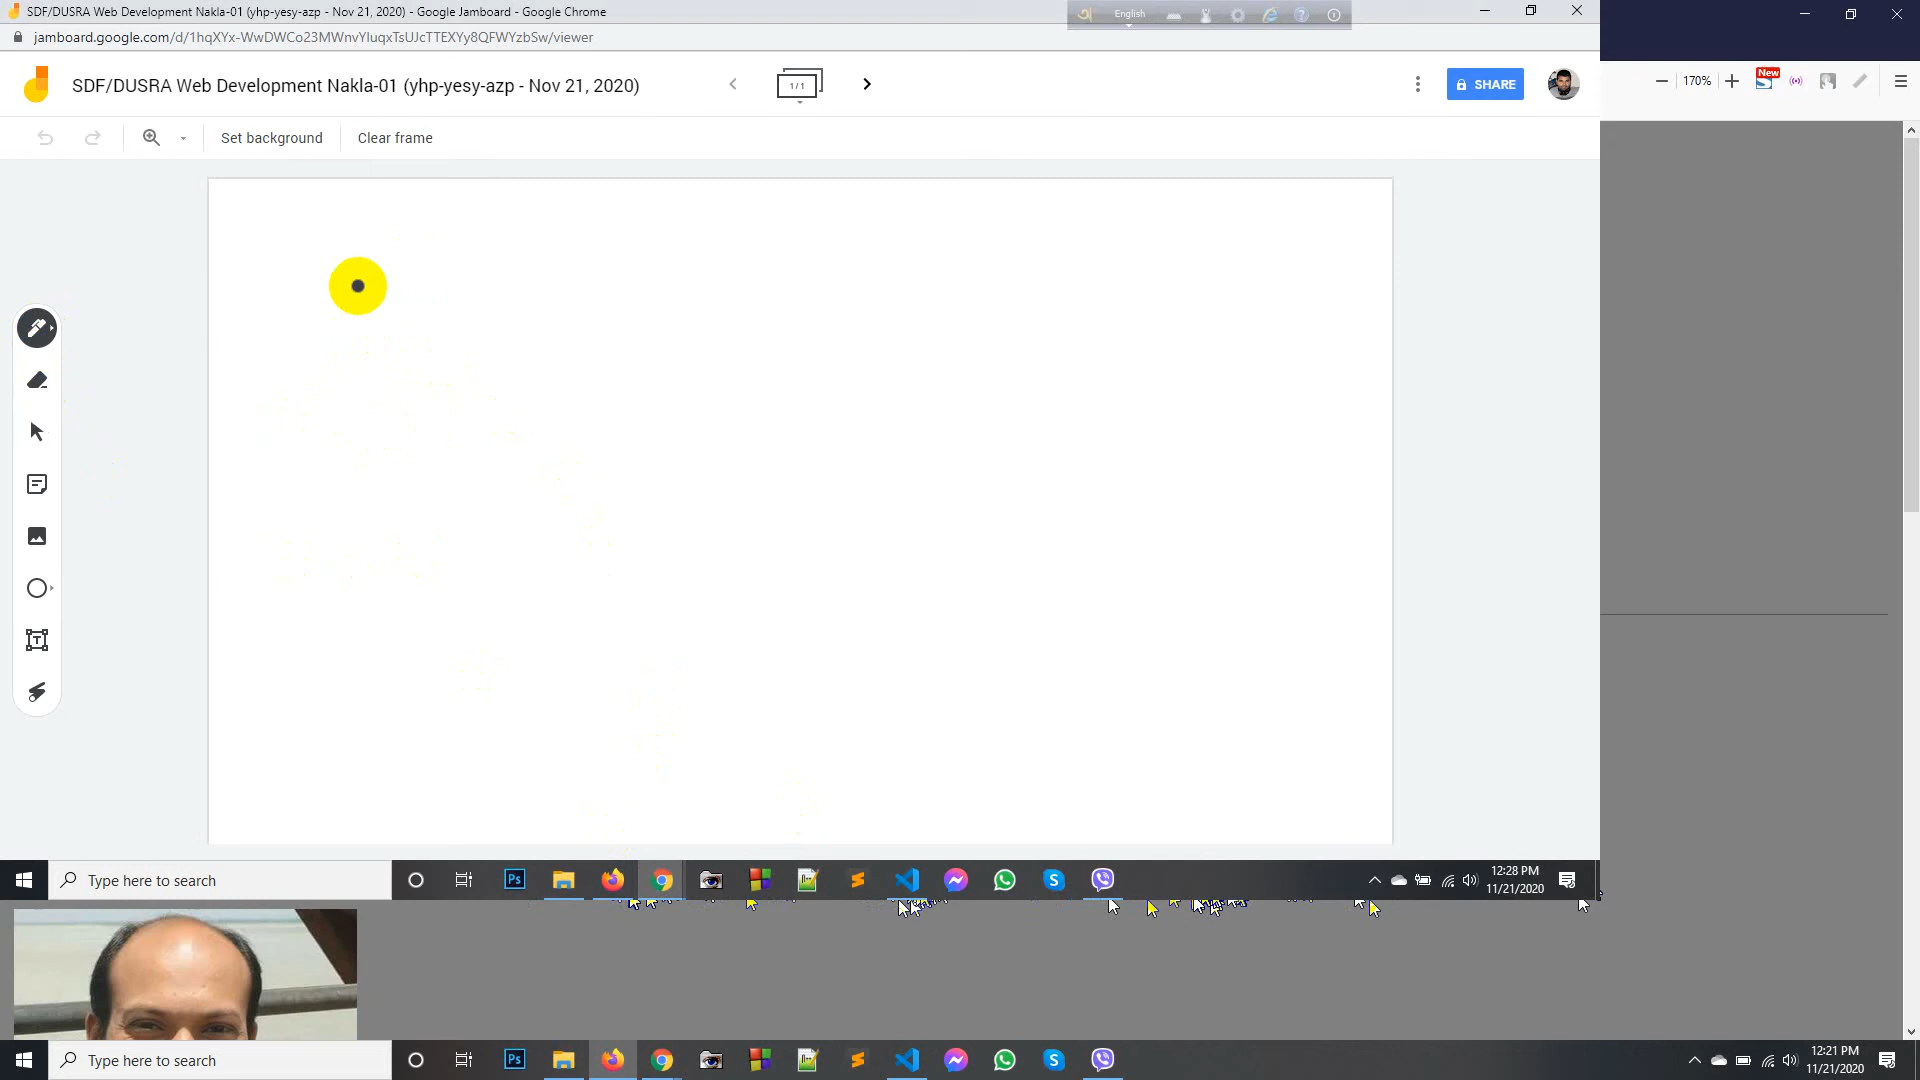 SDF/DUSRA Web Development Nakla-01 (yhp-yesy-azp - Nov 21, 2020) - Google Jamboard - Google Chrome
English
jamboard.google.com/d/1hqXYx-WwDWCo23MWnvYluqxTsUJcTTEXYy8QFWYzbSw/viewer
SDF/DUSRA Web Development Nakla-01 (yhp-yesy-azp - Nov 21, 2020)
1/1
SHARE
170%
New
Set background
Clear frame
Type here to search
Ps
12:28 PM
11/21/2020
Type here to search
Ps
12:21 PM
11/21/2020